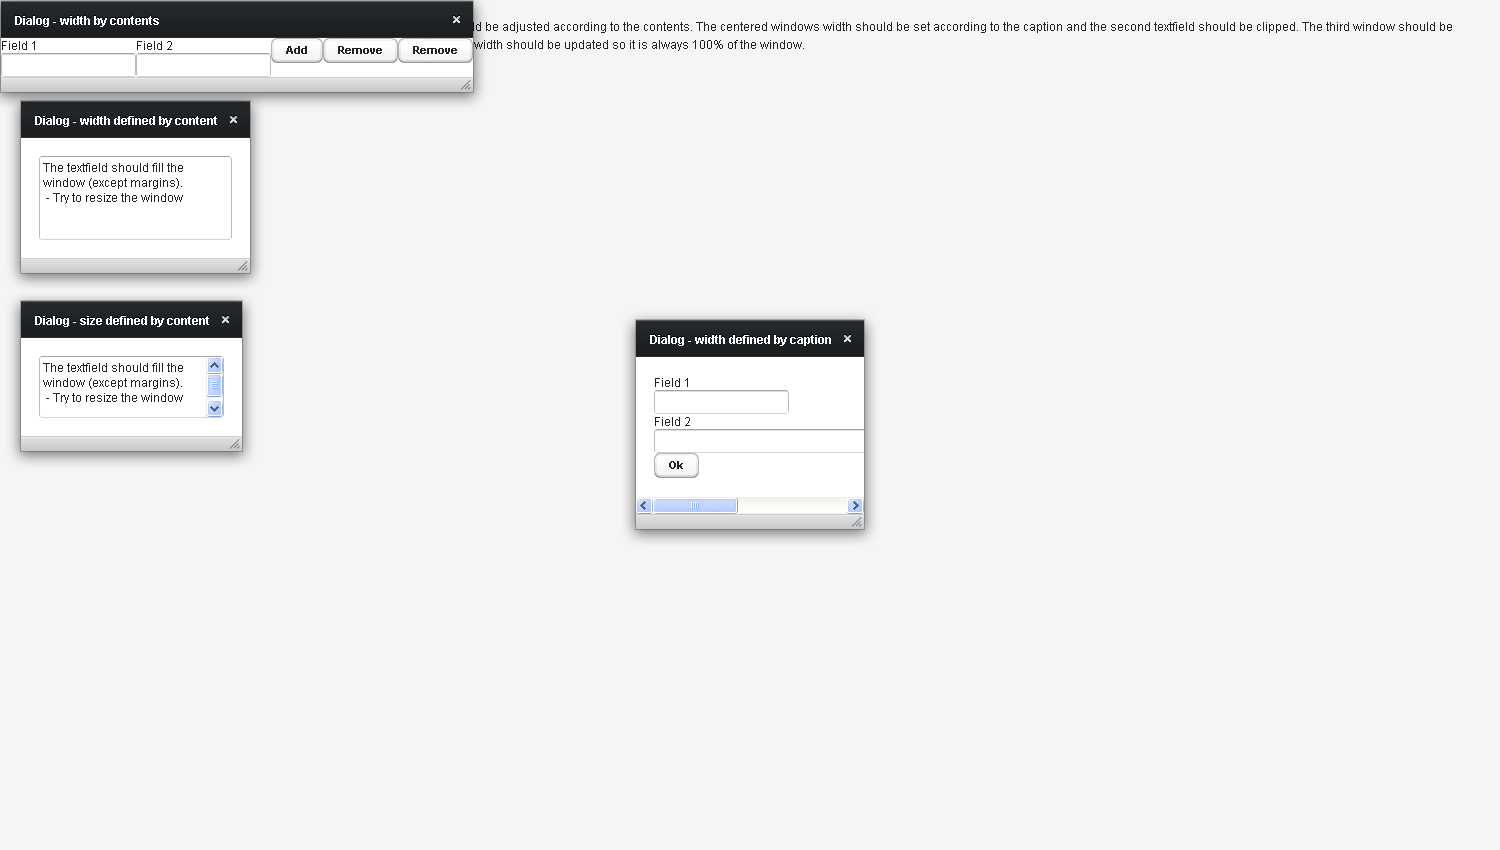 Dialog - width by contents
d be adjusted according to the contents. The centered windows width should be set according to the caption and the second textfield should be clipped. The third window should be
width should be updated so it is always 100% of the window.
Field 1 Field 2 Add Remove Remove
Dialog - width defined by content
The textfield should fill the
window (except margins).
- Try to resize the window
Dialog - size defined by content
The textfield should fill the
window (except margins).
- Try to resize the window
Dialog - width defined by caption
Field 1
Field 2
Ok